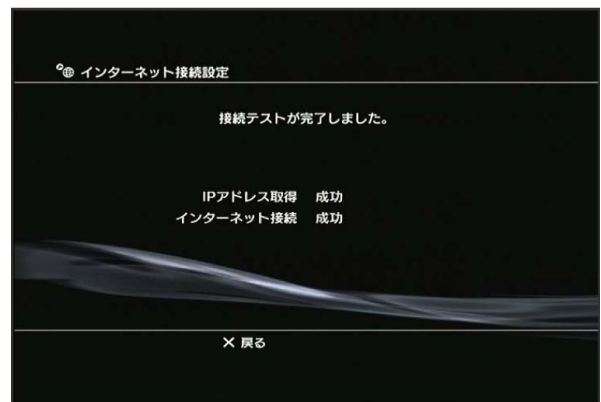 インターネット接続設定
接続テストが完了しました。
IPアドレス取得 成功
インターネット接続 成功
× 戻る